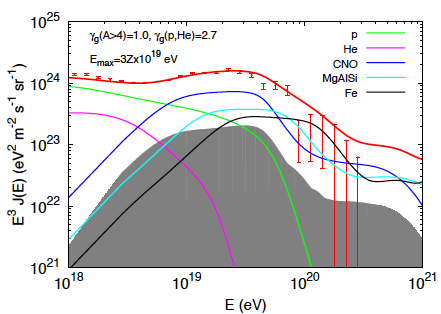 10^25
10^24
10^23
10^22
10^21
E^3 J(E) (eV^2 m^-2 s^-1 sr^-1)
γg(A>4)=1.0, γg(p,He)=2.7
Emax=3Zx10^19 eV
p
He
CNO
MgAlSi
Fe
10^18
10^19
10^20
10^21
E (eV)